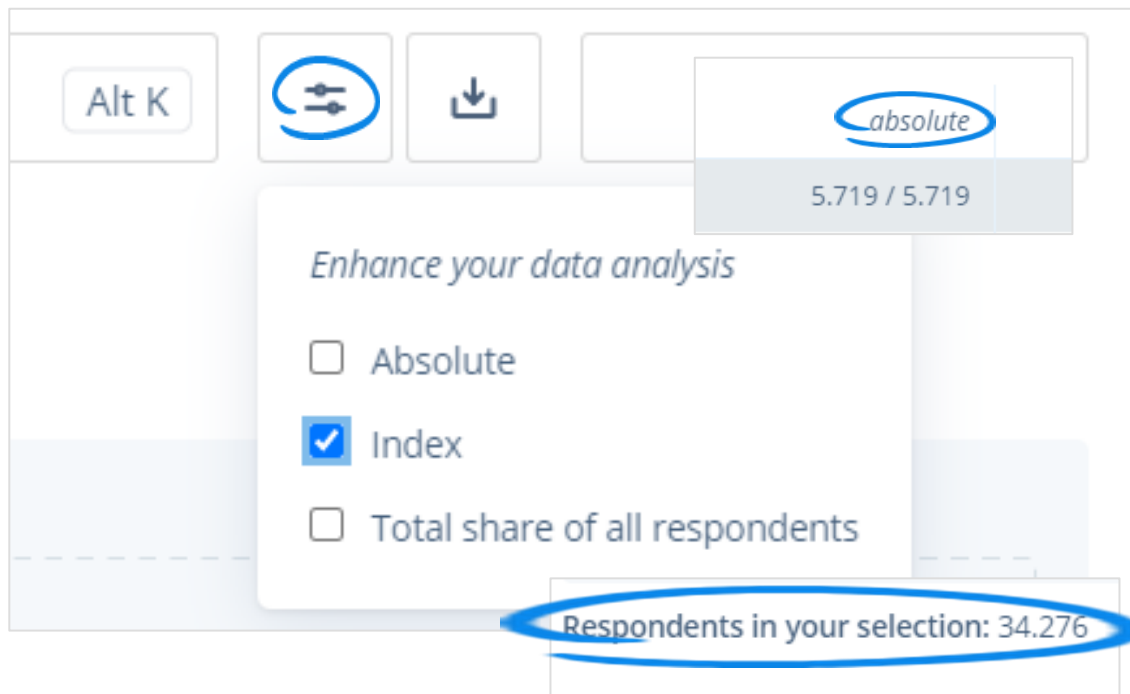 Alt K
absolute
5.719 / 5.719
Enhance your data analysis
Absolute
Index
Total share of all respondents
Respondents in your selection: 34.276